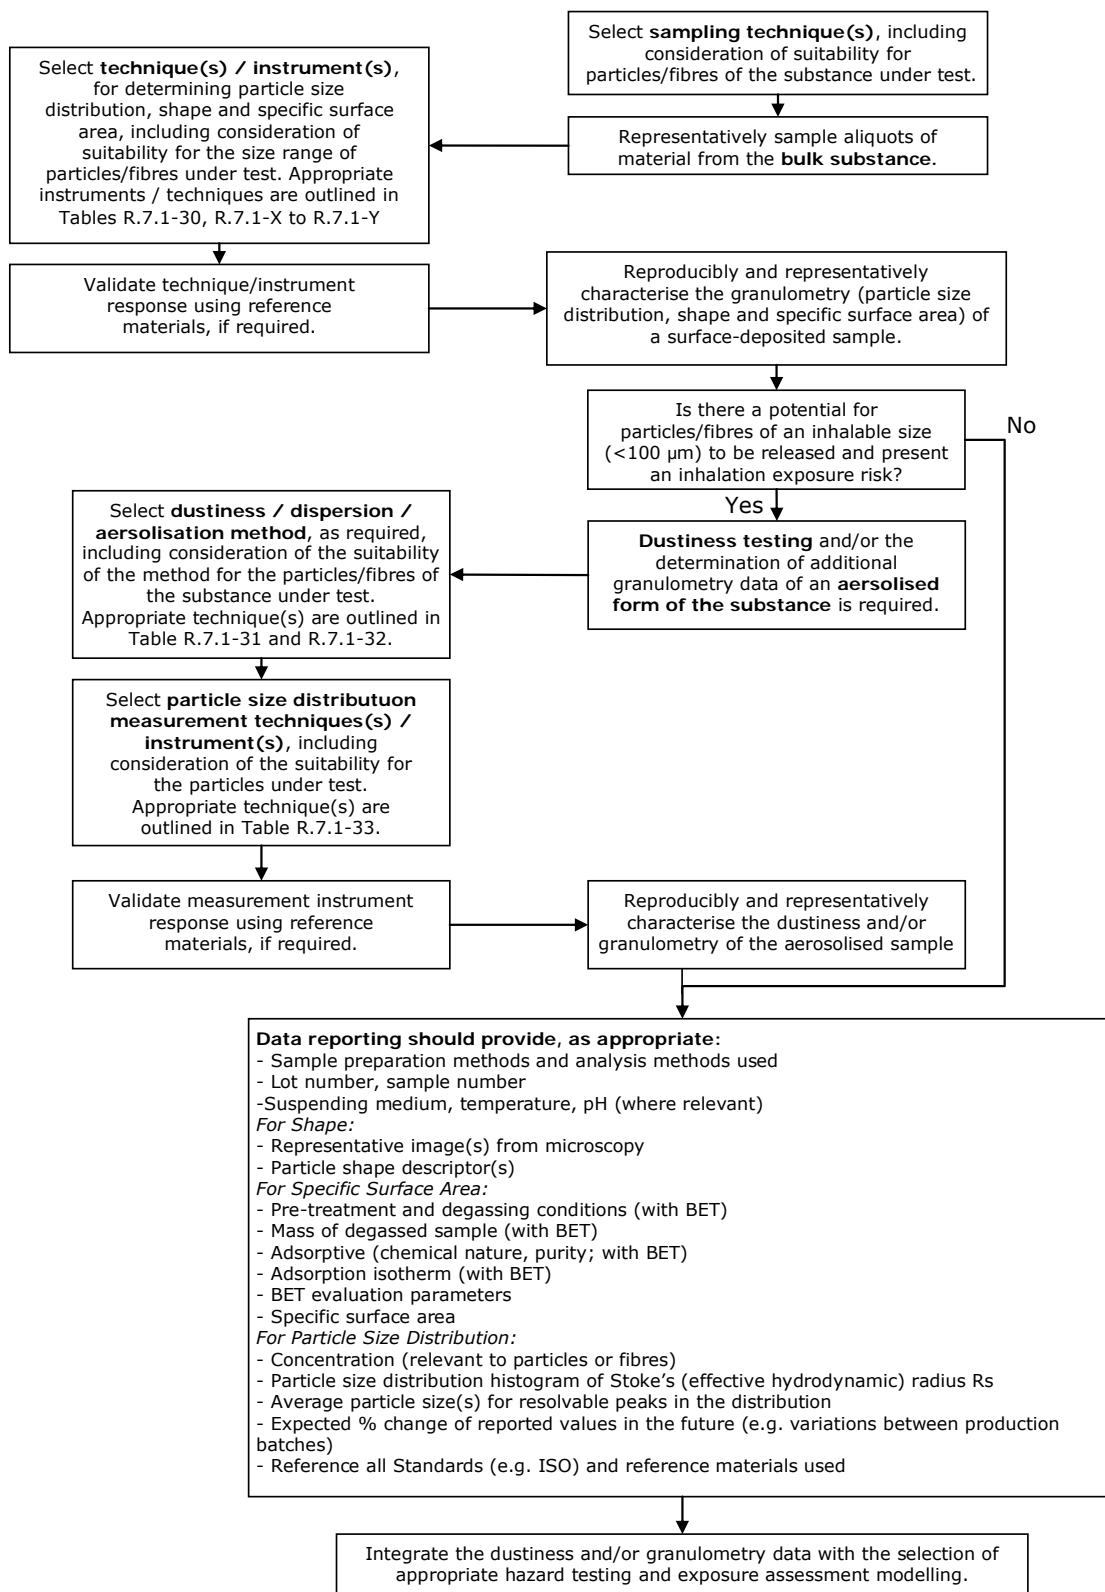 Select sampling technique(s), including
consideration of suitability for
particles/fibres of the substance under test.
Representatively sample aliquots of
material from the bulk substance.
Select technique(s) / instrument(s),
for determining particle size
distribution, shape and specific surface
area, including consideration of
suitability for the size range of
particles/fibres under test. Appropriate
instruments / techniques are outlined in
Tables R.7.1-30, R.7.1-X to R.7.1-Y
Validate technique/instrument
response using reference
materials, if required.
Reproducibly and representatively
characterise the granulometry (particle size
distribution, shape and specific surface area) of
a surface-deposited sample.
Is there a potential for
particles/fibres of an inhalable size
(<100 µm) to be released and present
an inhalation exposure risk?
No
Yes
Dustiness testing and/or the
determination of additional
granulometry data of an aersolised
form of the substance is required.
Select dustiness / dispersion /
aersolisation method, as required,
including consideration of the suitability
of the method for the particles/fibres of
the substance under test.
Appropriate technique(s) are outlined in
Table R.7.1-31 and R.7.1-32.
Select particle size distributuon
measurement techniques(s) /
instrument(s), including
consideration of the suitability for
the particles under test.
Appropriate technique(s) are
outlined in Table R.7.1-33.
Validate measurement instrument
response using reference
materials, if required.
Reproducibly and representatively
characterise the dustiness and/or
granulometry of the aerosolised sample
Data reporting should provide, as appropriate:
- Sample preparation methods and analysis methods used
- Lot number, sample number
-Suspending medium, temperature, pH (where relevant)
For Shape:
- Representative image(s) from microscopy
- Particle shape descriptor(s)
For Specific Surface Area:
- Pre-treatment and degassing conditions (with BET)
- Mass of degassed sample (with BET)
- Adsorptive (chemical nature, purity; with BET)
- Adsorption isotherm (with BET)
- BET evaluation parameters
- Specific surface area
For Particle Size Distribution:
- Concentration (relevant to particles or fibres)
- Particle size distribution histogram of Stoke's (effective hydrodynamic) radius Rs
- Average particle size(s) for resolvable peaks in the distribution
- Expected % change of reported values in the future (e.g. variations between production
batches)
- Reference all Standards (e.g. ISO) and reference materials used
Integrate the dustiness and/or granulometry data with the selection of
appropriate hazard testing and exposure assessment modelling.